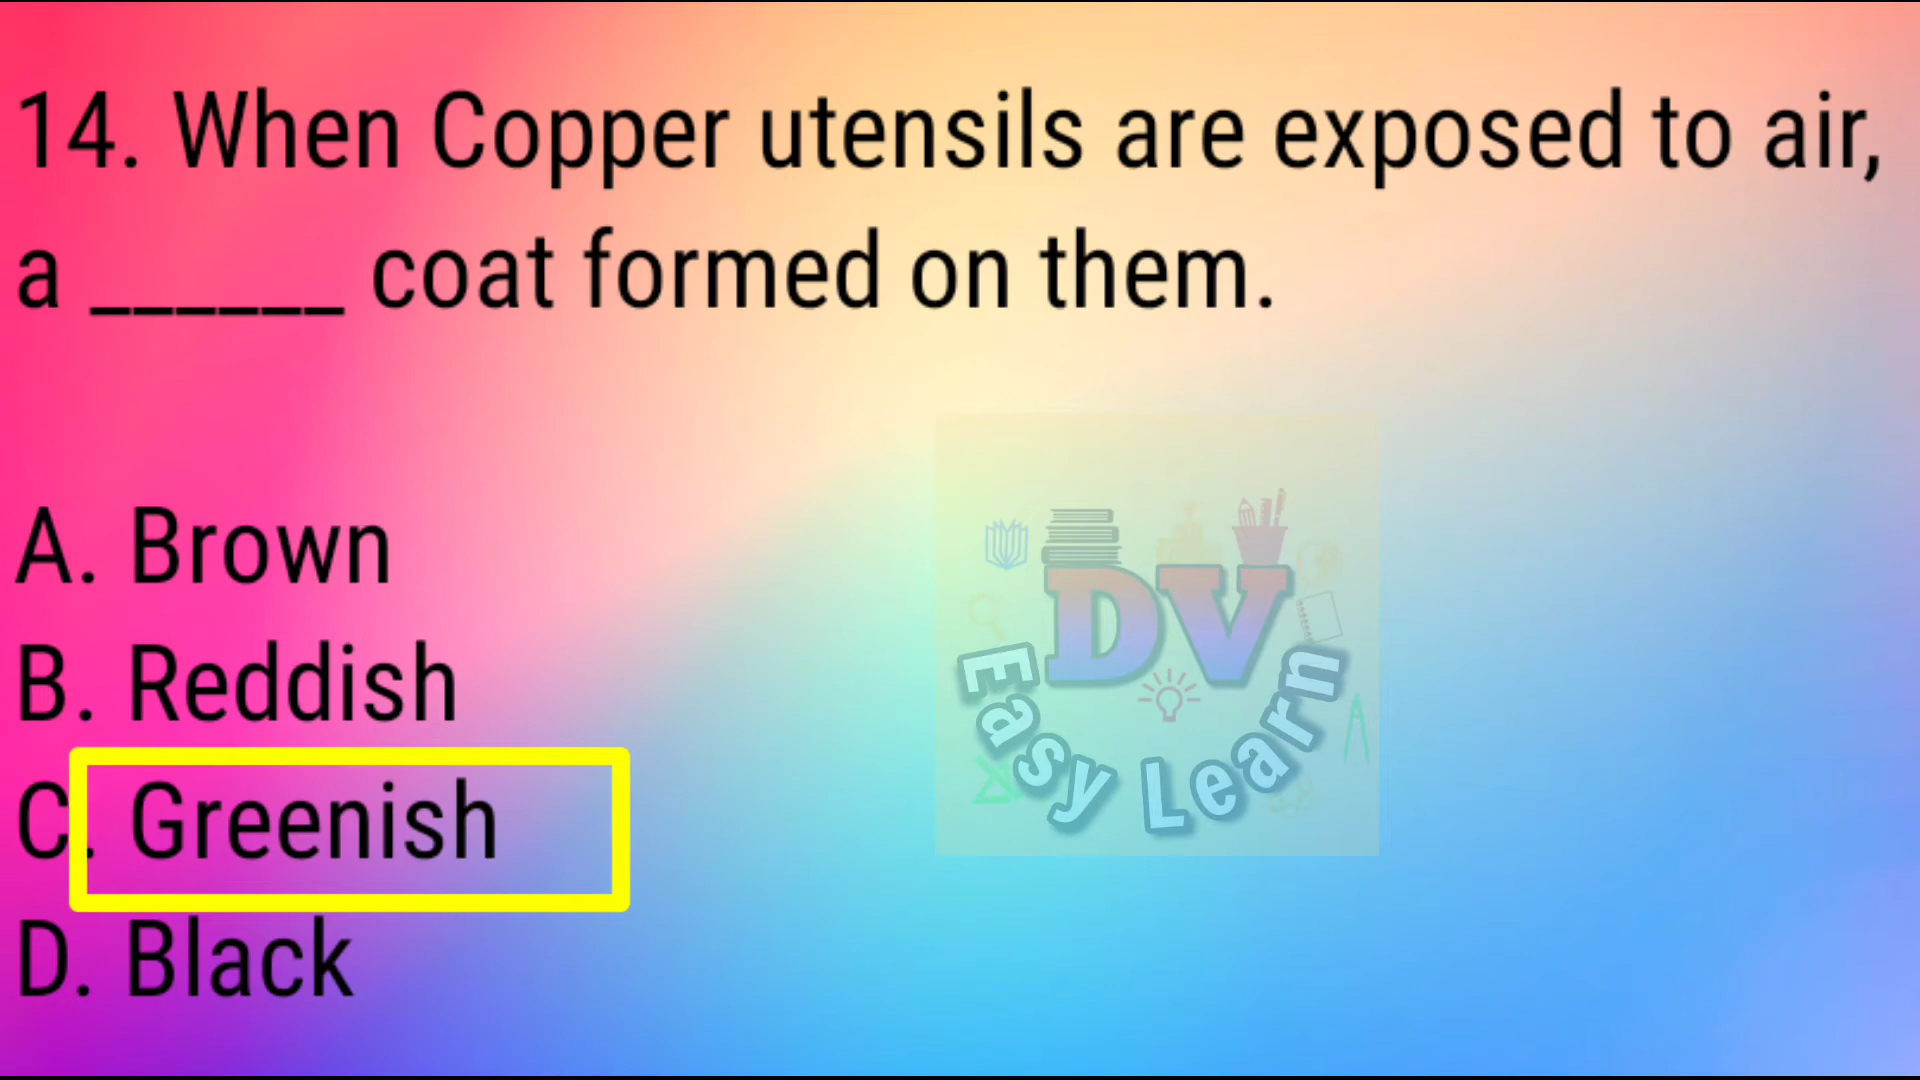 14. When Copper utensils are exposed to air,
a ______ coat formed on them.
A. Brown
B. Reddish
C. Greenish
D. Black
DV
Easy Learn